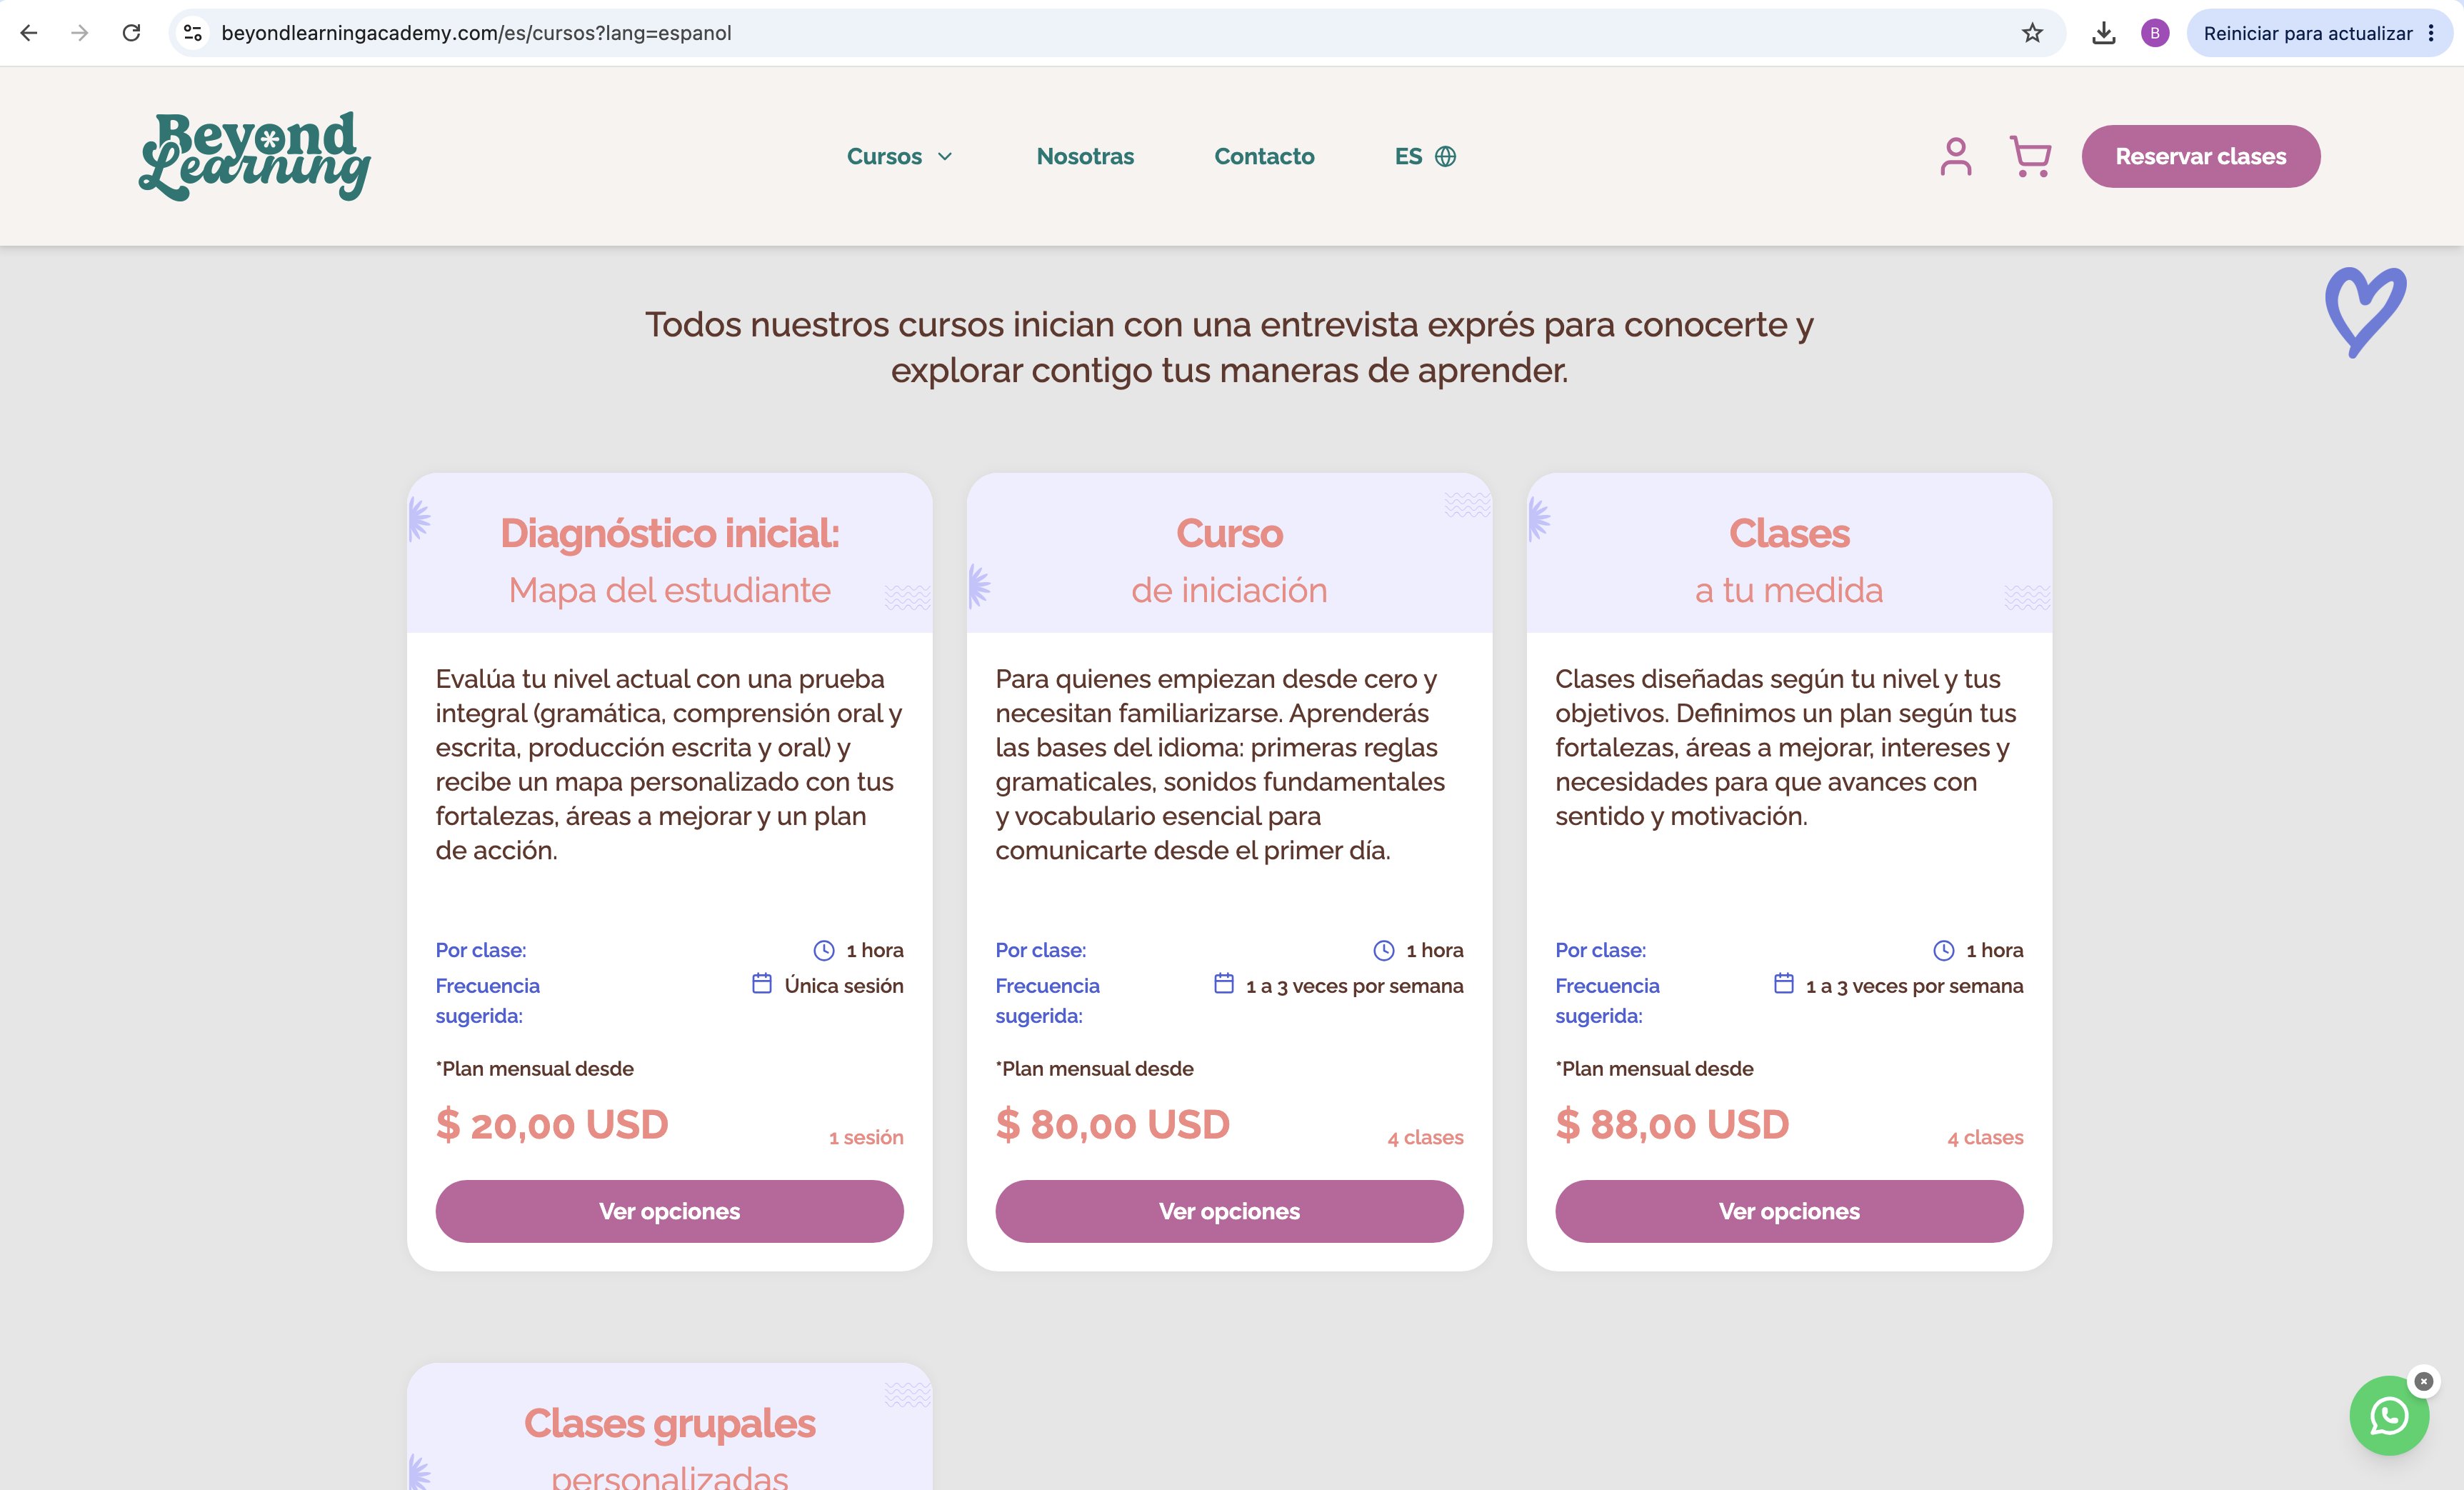 beyondlearningacademy.com/es/cursos?lang=espanol
B
Reiniciar para actualizar
Beyond
Learning
Cursos
Nosotras
Contacto
ES
Reservar clases
Todos nuestros cursos inician con una entrevista exprés para conocerte y
explorar contigo tus maneras de aprender.
Diagnóstico inicial:
Mapa del estudiante
Evalúa tu nivel actual con una prueba
integral (gramática, comprensión oral y
escrita, producción escrita y oral) y
recibe un mapa personalizado con tus
fortalezas, áreas a mejorar y un plan
de acción.
Por clase:
1 hora
Frecuencia
sugerida:
Única sesión
*Plan mensual desde
$ 20,00 USD
1 sesión
Ver opciones
Curso
de iniciación
Para quienes empiezan desde cero y
necesitan familiarizarse. Aprenderás
las bases del idioma: primeras reglas
gramaticales, sonidos fundamentales
y vocabulario esencial para
comunicarte desde el primer día.
Por clase:
1 hora
Frecuencia
sugerida:
1 a 3 veces por semana
*Plan mensual desde
$ 80,00 USD
4 clases
Ver opciones
Clases
a tu medida
Clases diseñadas según tu nivel y tus
objetivos. Definimos un plan según tus
fortalezas, áreas a mejorar, intereses y
necesidades para que avances con
sentido y motivación.
Por clase:
1 hora
Frecuencia
sugerida:
1 a 3 veces por semana
*Plan mensual desde
$ 88,00 USD
4 clases
Ver opciones
Clases grupales
personalizadas